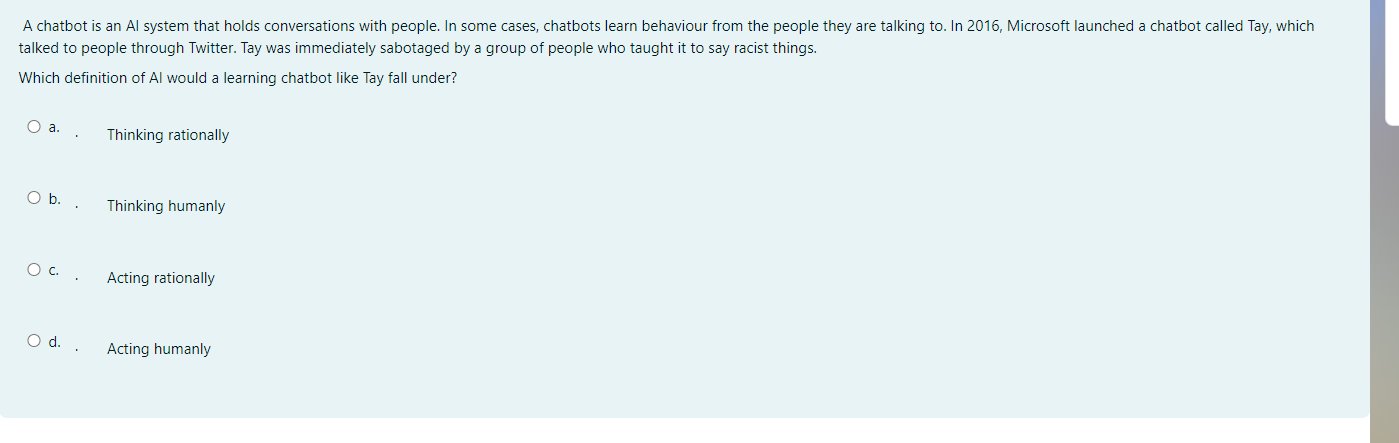 A chatbot is an AI system that holds conversations with people. In some cases, chatbots learn behaviour from the people they are talking to. In 2016, Microsoft launched a chatbot called Tay, which
talked to people through Twitter. Tay was immediately sabotaged by a group of people who taught it to say racist things.
Which definition of AI would a learning chatbot like Tay fall under?
a. . Thinking rationally
b. . Thinking humanly
c. . Acting rationally
d. . Acting humanly